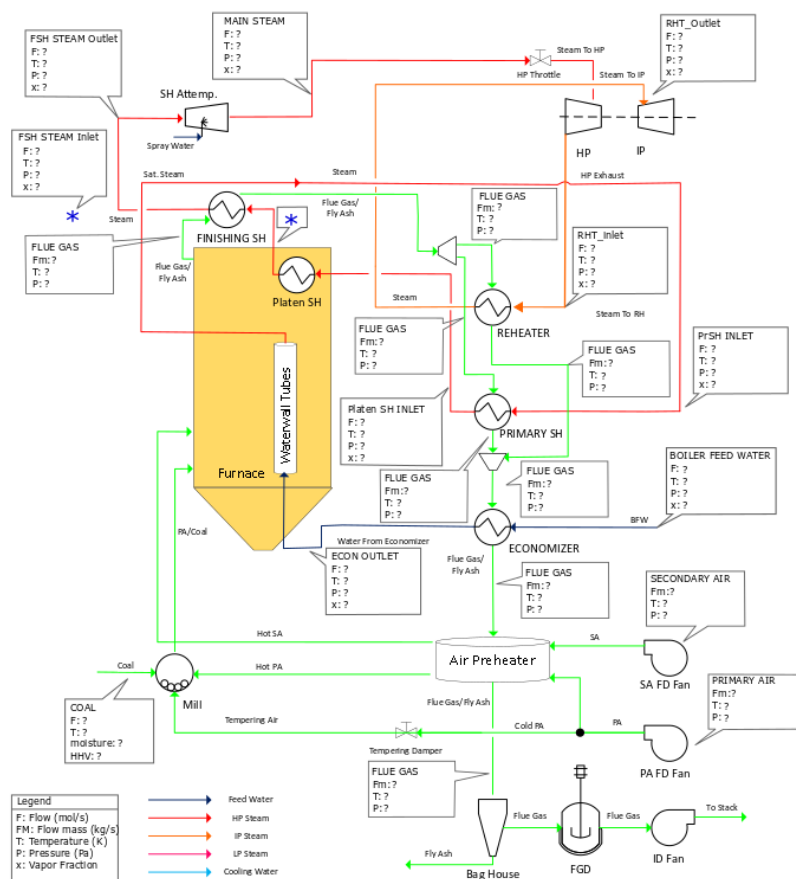 MAIN STEAM
F: ?
T: ?
P: ?
x: ?
FSH STEAM Outlet
F: ?
T: ?
P: ?
x: ?
RHT_Outlet
F: ?
T: ?
P: ?
x: ?
Steam To HP
HP Throttle
Steam To IP
SH Attemp.
Spray Water
HP
IP
FSH STEAM Inlet
F: ?
T: ?
P: ?
x: ?
*
Steam
Sat. Steam
Steam
HP Exhaust
Flue Gas/
Fly Ash
FINISHING SH
*
FLUE GAS
Fm:?
T: ?
P: ?
Flue Gas/
Fly Ash
FLUE GAS
Fm: ?
T: ?
P: ?
RHT_Inlet
F: ?
T: ?
P: ?
x: ?
Platen SH
Steam
REHEATER
Steam To RH
FLUE GAS
Fm:?
T: ?
P: ?
FLUE GAS
Fm:?
T: ?
P: ?
PrSH INLET
F: ?
T: ?
P: ?
x: ?
Waterwall Tubes
Furnace
Platen SH INLET
F: ?
T: ?
P: ?
x: ?
PRIMARY SH
FLUE GAS
Fm:?
T: ?
P: ?
FLUE GAS
Fm:?
T: ?
P: ?
BOILER FEED WATER
F: ?
T: ?
P: ?
x: ?
PA/Coal
Water From Economizer
BFW
ECONOMIZER
ECON OUTLET
F: ?
T: ?
P: ?
x: ?
Flue Gas/
Fly Ash
FLUE GAS
Fm:?
T: ?
P: ?
SECONDARY AIR
Fm:?
T: ?
P: ?
Hot SA
SA
Air Preheater
SA FD Fan
Coal
Hot PA
Mill
COAL
F: ?
T: ?
moisture: ?
HHV: ?
Flue Gas/Fly Ash
PRIMARY AIR
Fm:?
T: ?
P: ?
Tempering Air
Cold PA
PA
Tempering Damper
PA FD Fan
FLUE GAS
Fm:?
T: ?
P: ?
Legend
F: Flow (mol/s)
FM: Flow mass (kg/s)
T: Temperature (K)
P: Pressure (Pa)
x: Vapor Fraction
Feed Water
HP Steam
IP Steam
LP Steam
Cooling Water
Flue Gas
Flue Gas
To Stack
Fly Ash
Bag House
FGD
ID Fan